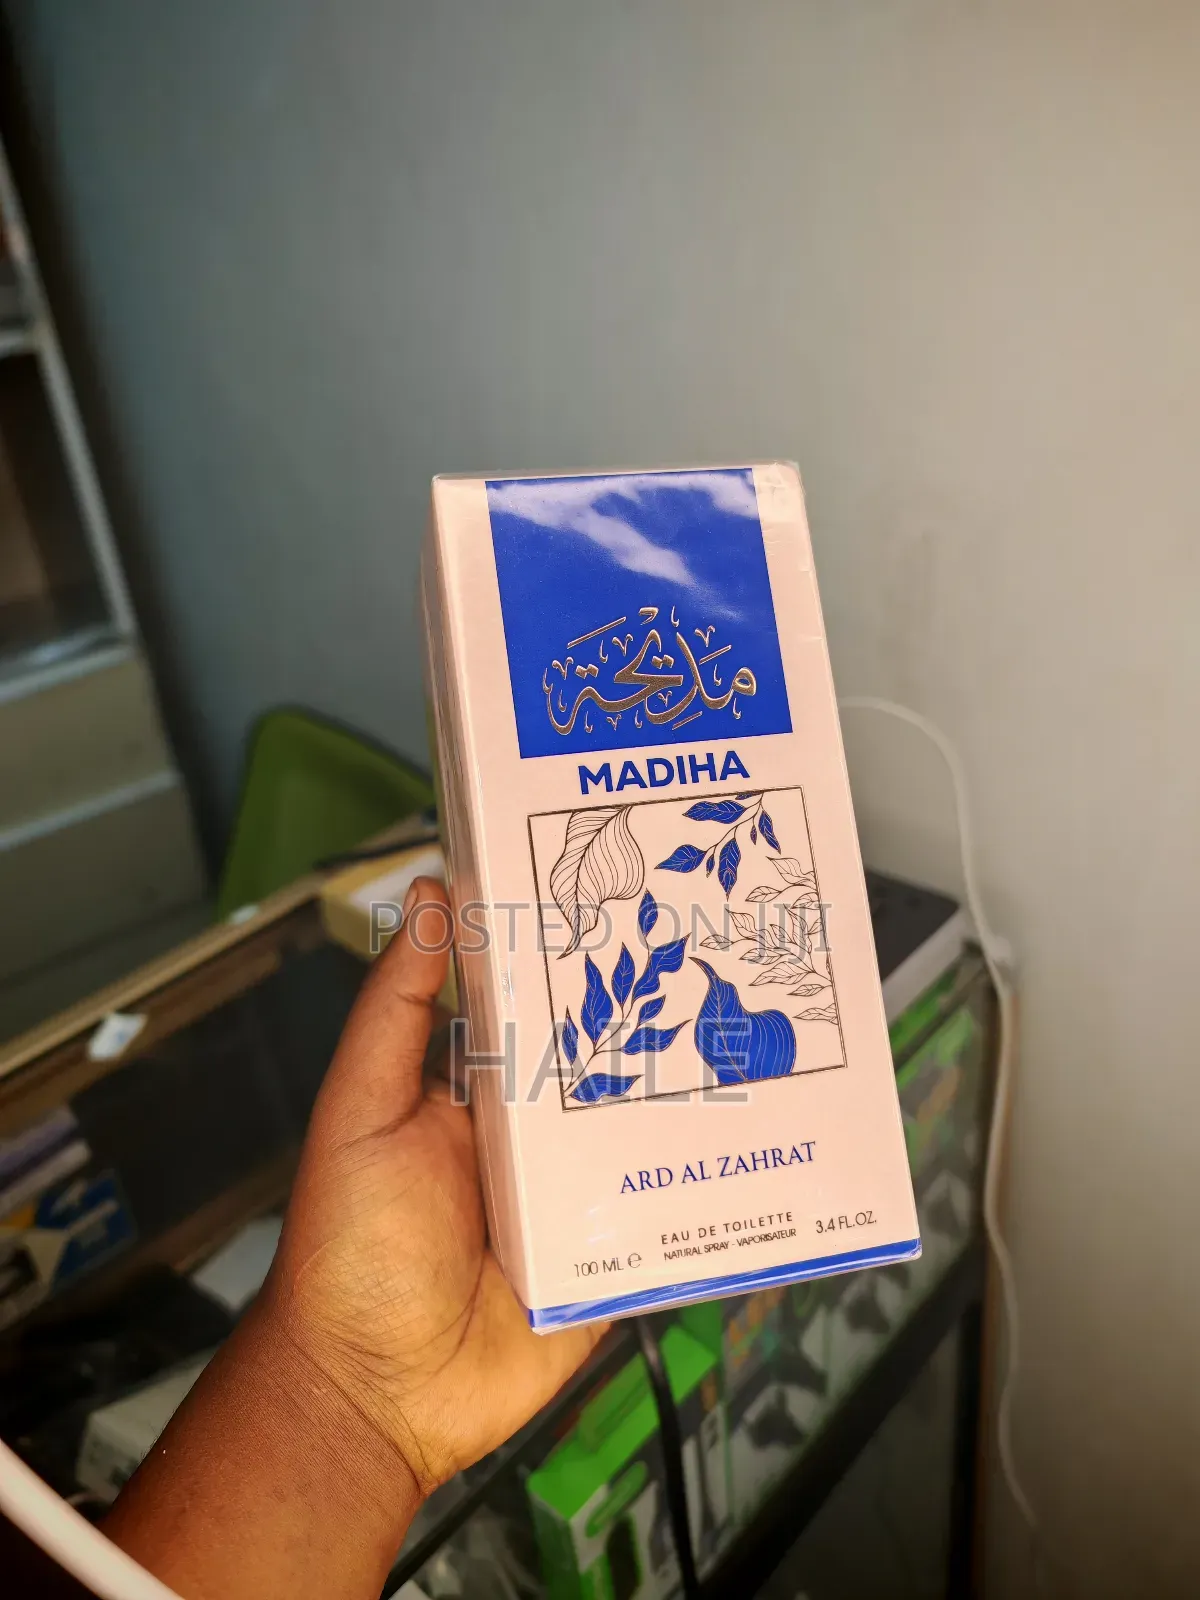 مَدِيْحَة
MADIHA
POSTED ON JIJI
HAILE
ARD AL ZAHRAT
EAU DE TOILETTE
NATURAL SPRAY - VAPORISATEUR
100 ML e
3.4 FL.OZ.